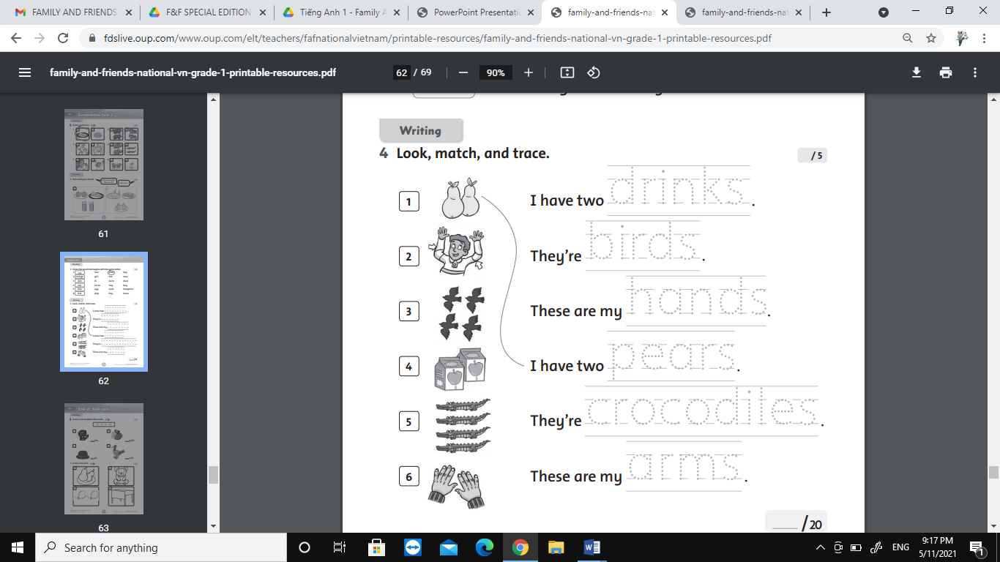 FAMILY AND FRIENDS
F&F SPECIAL EDITION
Tiếng Anh 1 - Family A
PowerPoint Presentati
family-and-friends-nat
family-and-friends-nat
fdslive.oup.com/www.oup.com/elt/teachers/fafnationalvietnam/printable-resources/family-and-friends-national-vn-grade-1-printable-resources.pdf
family-and-friends-national-vn-grade-1-printable-resources.pdf
62 / 69
90%
61
62
63
Writing
4 Look, match, and trace.
/ 5
1 I have two drinks.
2 They're birds.
3 These are my hands.
4 I have two pears.
5 They're crocodiles.
6 These are my arms.
/ 20
Search for anything
ENG
9:17 PM
5/11/2021
1